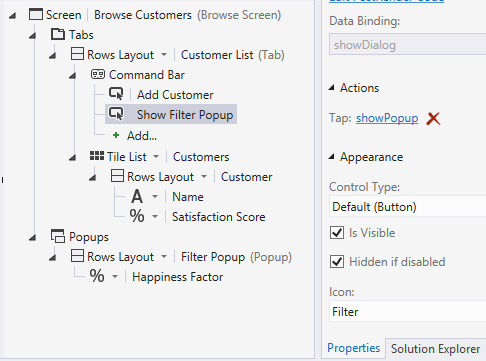 Screen | Browse Customers (Browse Screen)
Tabs
Rows Layout | Customer List (Tab)
Command Bar
Add Customer
Show Filter Popup
+ Add...
Tile List | Customers
Rows Layout | Customer
A | Name
% | Satisfaction Score
Popups
Rows Layout | Filter Popup (Popup)
% | Happiness Factor
Data Binding:
showDialog
Actions
Tap: showPopup
Appearance
Control Type:
Default (Button)
Is Visible
Hidden if disabled
Icon:
Filter
Properties Solution Explorer